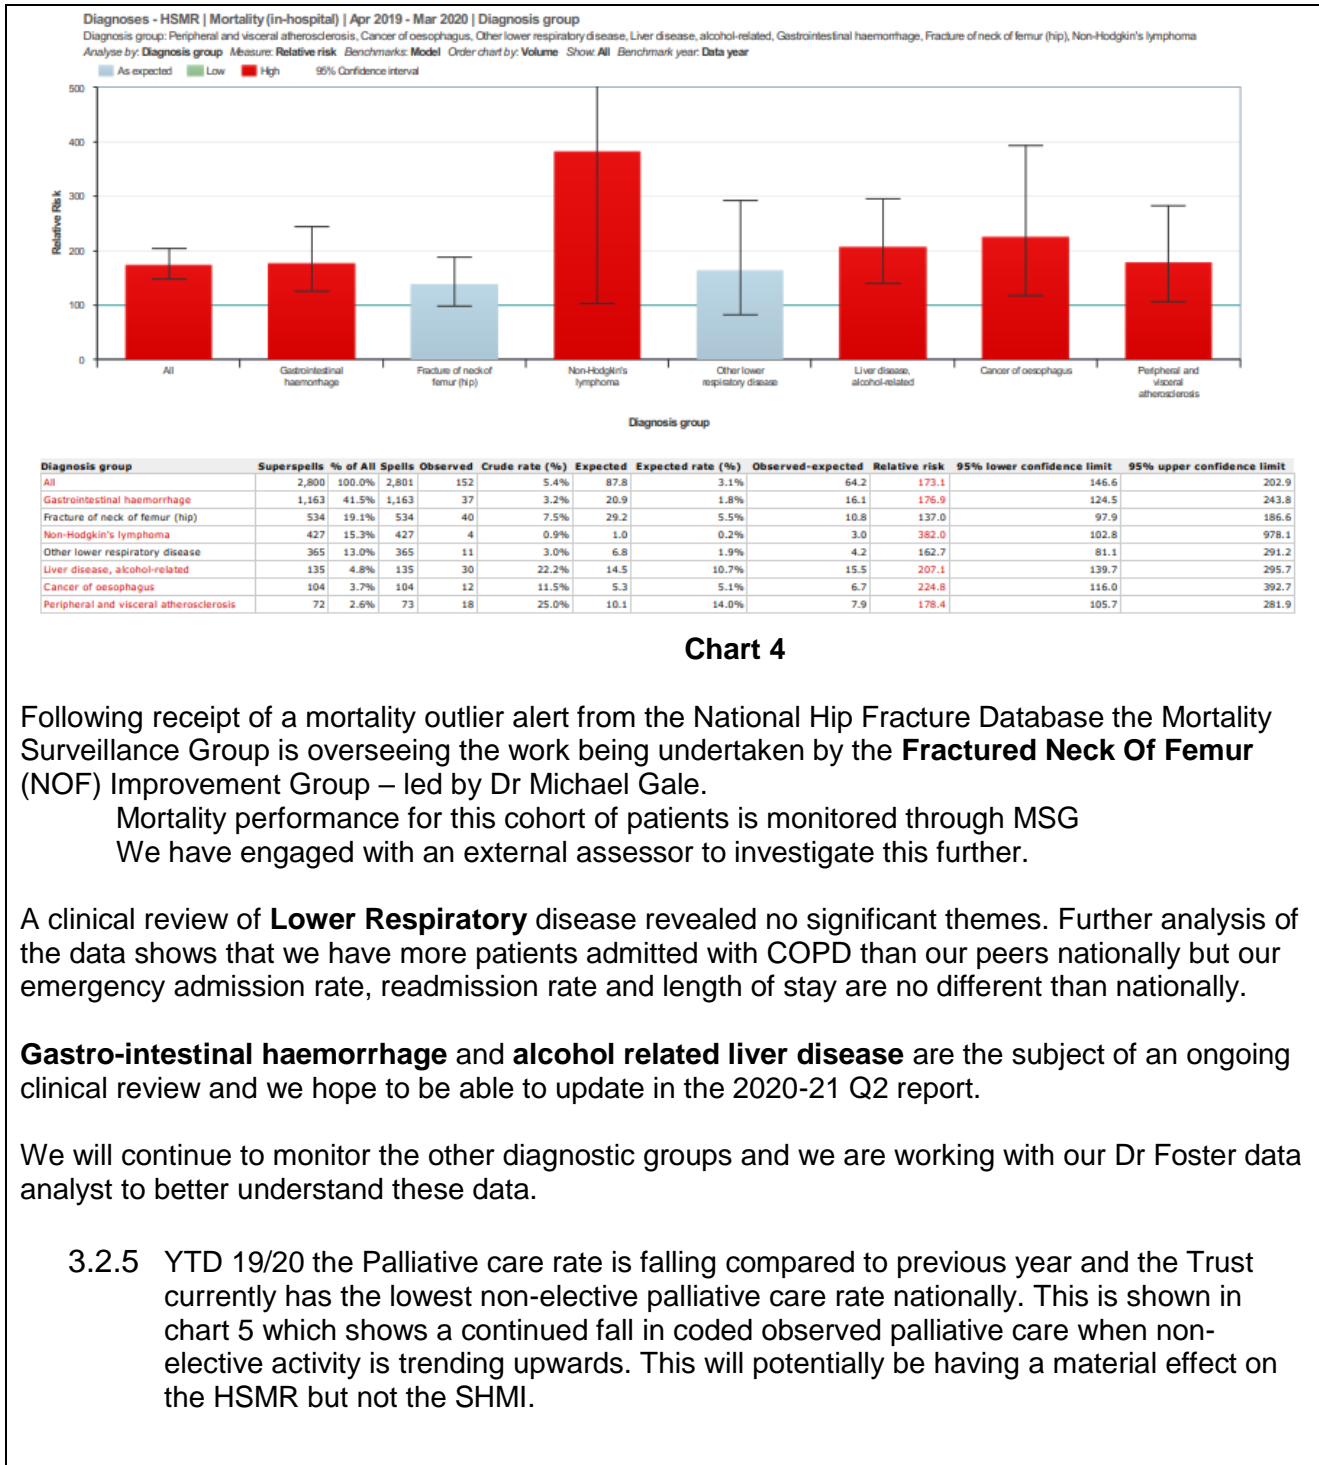 Diagnoses - HSMR | Mortality (in-hospital) | Apr 2019 - Mar 2020 | Diagnosis group
Diagnosis group: Peripheral and visceral atherosclerosis, Cancer of oesophagus, Other lower respiratory disease, Liver disease, alcohol-related, Gastrointestinal haemorrhage, Fracture of neck of femur (hip), Non-Hodgkin's lymphoma
Analyse by: Diagnosis group Measure: Relative risk Benchmarks: Model Order chart by: Volume Show: All Benchmark year: Data year
As expected Low High 95% Confidence interval
500
400
300
200
100
0
Relative Risk
All
Gastrointestinal haemorrhage
Fracture of neck of femur (hip)
Non-Hodgkin's lymphoma
Other lower respiratory disease
Liver disease, alcohol-related
Cancer of oesophagus
Peripheral and visceral atherosclerosis
Diagnosis group
Diagnosis group Superspells % of All Spells Observed Crude rate (%) Expected Expected rate (%) Observed-expected Relative risk 95% lower confidence limit 95% upper confidence limit
All 2,800 100.0% 2,801 152 5.4% 87.8 3.1% 64.2 173.1 146.6 202.9
Gastrointestinal haemorrhage 1,163 41.5% 1,163 37 3.2% 20.9 1.8% 16.1 176.9 124.5 243.8
Fracture of neck of femur (hip) 534 19.1% 534 40 7.5% 29.2 5.5% 10.8 137.0 97.9 186.6
Non-Hodgkin's lymphoma 427 15.3% 427 4 0.9% 1.0 0.2% 3.0 382.0 102.8 978.1
Other lower respiratory disease 365 13.0% 365 11 3.0% 6.8 1.9% 4.2 162.7 81.1 291.2
Liver disease, alcohol-related 135 4.8% 135 30 22.2% 14.5 10.7% 15.5 207.1 139.7 295.7
Cancer of oesophagus 104 3.7% 104 12 11.5% 5.3 5.1% 6.7 224.8 116.0 392.7
Peripheral and visceral atherosclerosis 72 2.6% 73 18 25.0% 10.1 14.0% 7.9 178.4 105.7 281.9
Chart 4
Following receipt of a mortality outlier alert from the National Hip Fracture Database the Mortality
Surveillance Group is overseeing the work being undertaken by the Fractured Neck Of Femur
(NOF) Improvement Group – led by Dr Michael Gale.
Mortality performance for this cohort of patients is monitored through MSG
We have engaged with an external assessor to investigate this further.
A clinical review of Lower Respiratory disease revealed no significant themes. Further analysis of
the data shows that we have more patients admitted with COPD than our peers nationally but our
emergency admission rate, readmission rate and length of stay are no different than nationally.
Gastro-intestinal haemorrhage and alcohol related liver disease are the subject of an ongoing
clinical review and we hope to be able to update in the 2020-21 Q2 report.
We will continue to monitor the other diagnostic groups and we are working with our Dr Foster data
analyst to better understand these data.
3.2.5 YTD 19/20 the Palliative care rate is falling compared to previous year and the Trust
currently has the lowest non-elective palliative care rate nationally. This is shown in
chart 5 which shows a continued fall in coded observed palliative care when non-
elective activity is trending upwards. This will potentially be having a material effect on
the HSMR but not the SHMI.